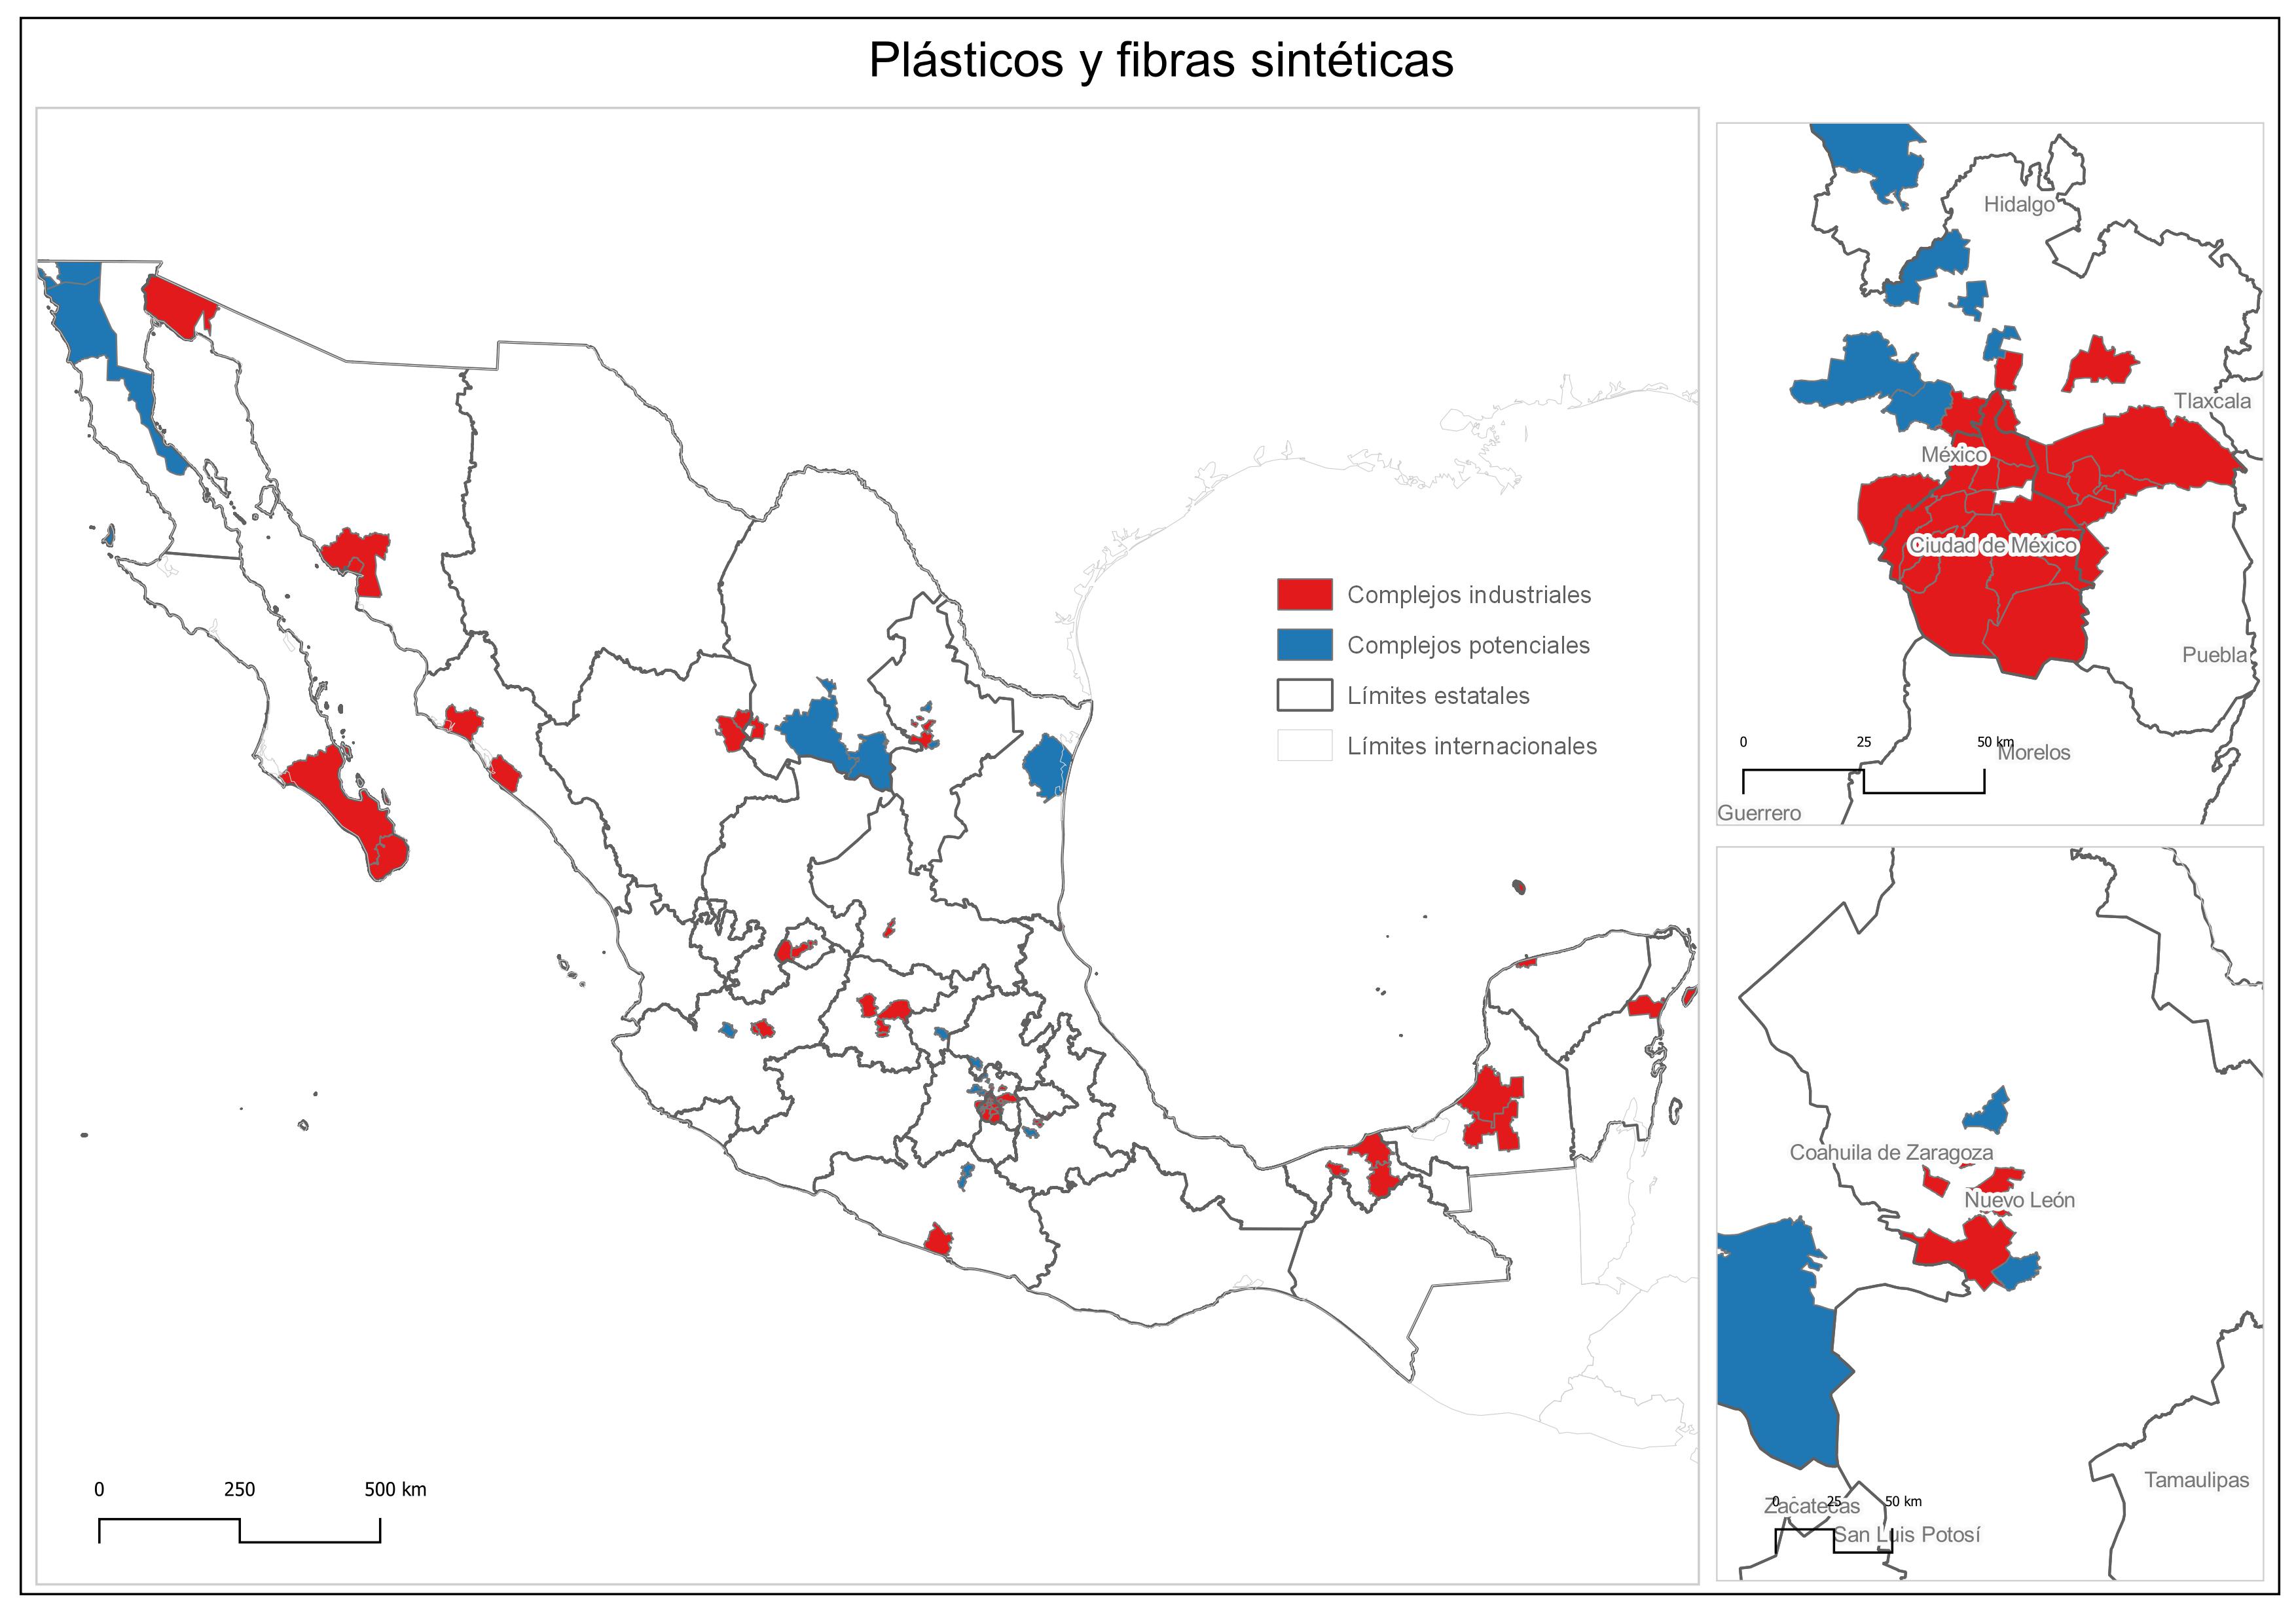 Plásticos y fibras sintéticas
Complejos industriales
Complejos potenciales
Límites estatales
Límites internacionales
0 250 500 km
Hidalgo
Tlaxcala
México
Ciudad de México
Puebla
0 25 50 km
Morelos
Guerrero
Coahuila de Zaragoza
Nuevo León
Tamaulipas
0 25 50 km
Zacatecas
San Luis Potosí